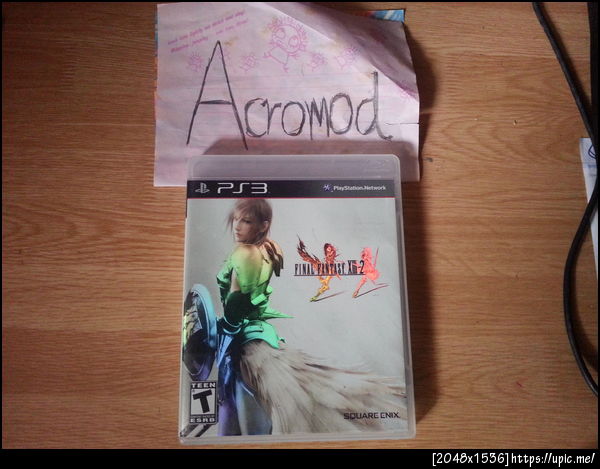 Acromod
PS3
PlayStation.Network
FINAL FANTASY XIII-2
TEEN
T
ESRB
SQUARE ENIX
[2048x1536]https://upic.me/